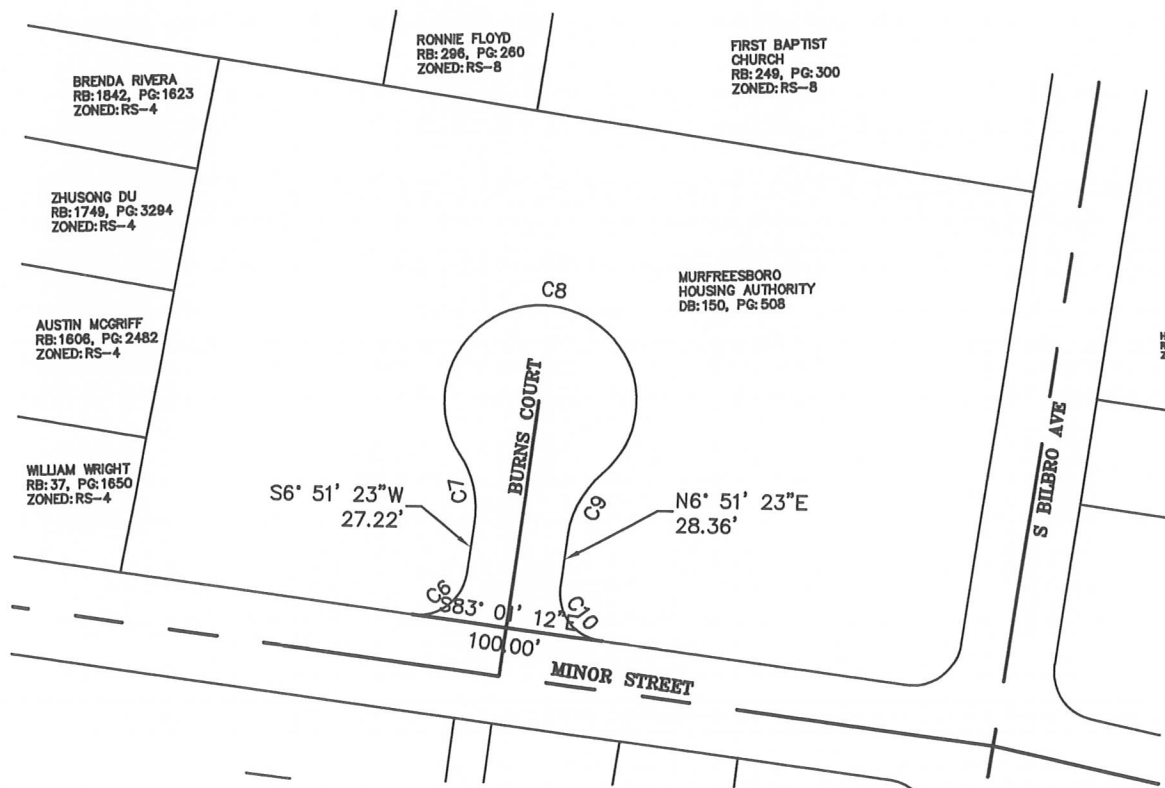 RONNIE FLOYD
RB: 296, PG: 260
ZONED: RS-8
FIRST BAPTIST
CHURCH
RB: 249, PG: 300
ZONED: RS-8
BRENDA RIVERA
RB: 1842, PG: 1623
ZONED: RS-4
ZHUSONG DU
RB: 1749, PG: 3294
ZONED: RS-4
AUSTIN MCGRIFF
RB: 1606, PG: 2482
ZONED: RS-4
WILLIAM WRIGHT
RB: 37, PG: 1650
ZONED: RS-4
MURFREESBORO
HOUSING AUTHORITY
DB: 150, PG: 508
C8
BURNS COURT
C7
C9
S6° 51' 23"W
27.22'
N6° 51' 23"E
28.36'
C6
C10
S83° 01' 12"E
100.00'
MINOR STREET
S BILBRO AVE